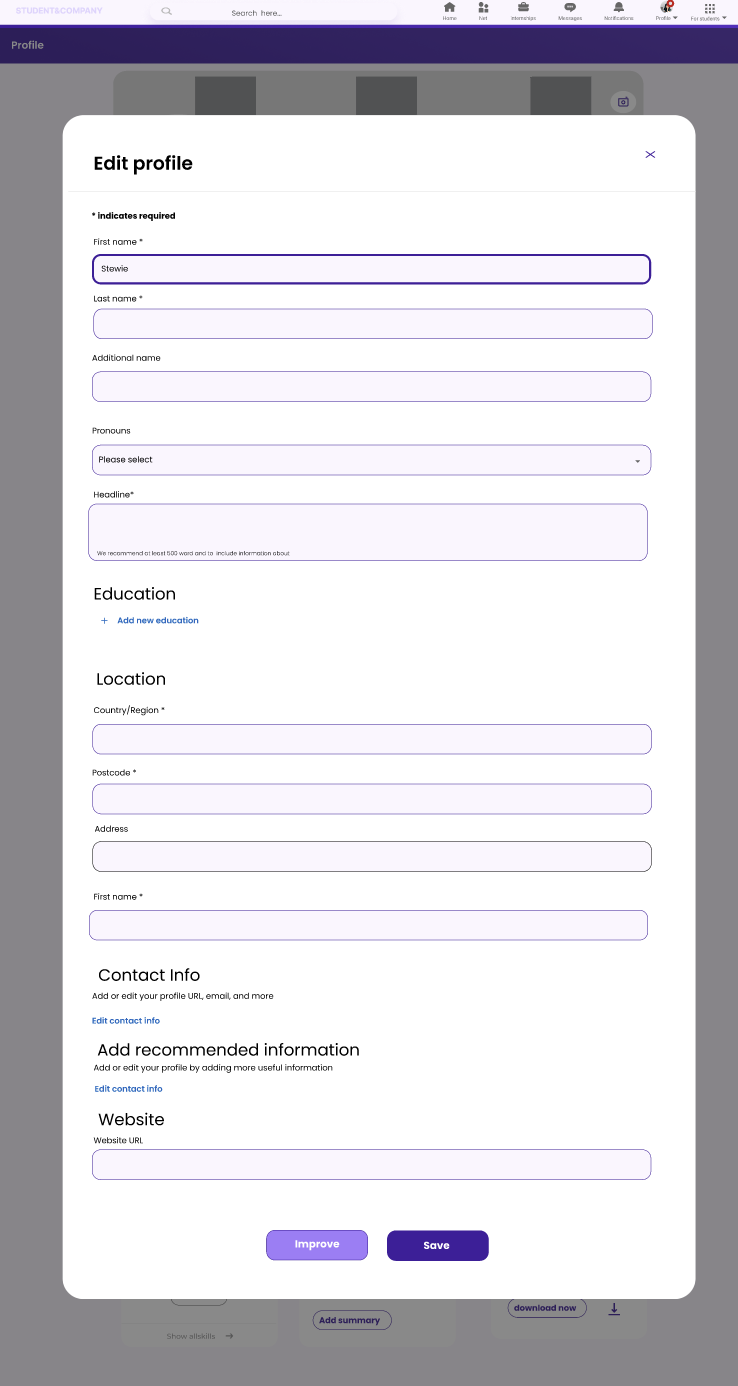 STUDENT&COMPANY
Search here...
Home
Net
Internships
Messages
Notifications
Profile
For students
Profile
Edit profile
* indicates required
First name *
Stewie
Last name *
Additional name
Pronouns
Please select
Headline*
We recommend at least 500 word and to include information about
Education
+ Add new education
Location
Country/Region *
Postcode *
Address
First name *
Contact Info
Add or edit your profile URL, email, and more
Edit contact info
Add recommended information
Add or edit your profile by adding more useful information
Edit contact info
Website
Website URL
Improve
Save
download now
Add summary
Show allskills